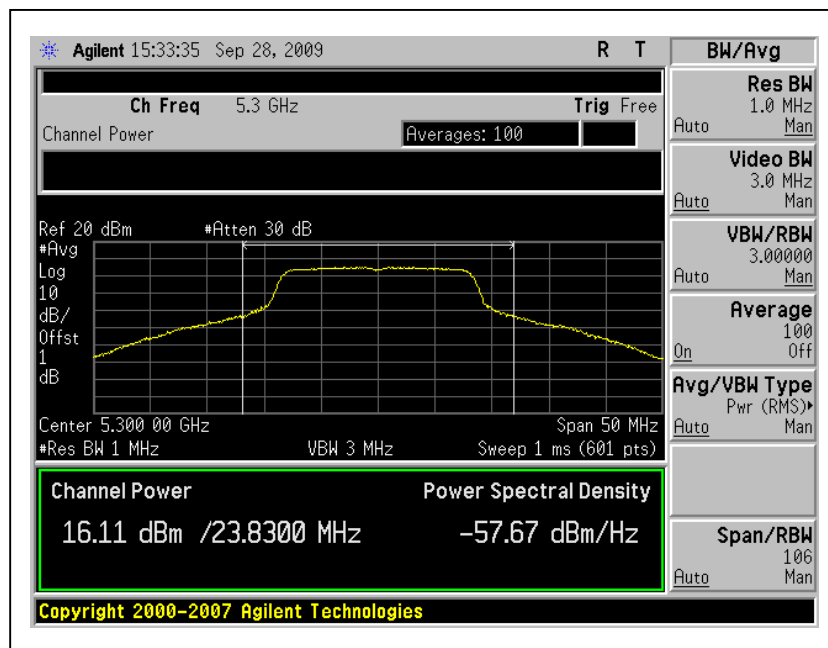 Agilent 15:33:35 Sep 28, 2009 R T
BW/Avg
Ch Freq 5.3 GHz Trig Free
Channel Power Averages: 100
Ref 20 dBm #Atten 30 dB
#Avg
Log
10
dB/
Offst
1
dB
Center 5.300 00 GHz Span 50 MHz
#Res BW 1 MHz VBW 3 MHz Sweep 1 ms (601 pts)
Channel Power Power Spectral Density
16.11 dBm /23.8300 MHz -57.67 dBm/Hz
Res BW
1.0 MHz
Auto Man
Video BW
3.0 MHz
Auto Man
VBW/RBW
3.00000
Auto Man
Average
100
On Off
Avg/VBW Type
Pwr (RMS)
Auto Man
Span/RBW
106
Auto Man
Copyright 2000-2007 Agilent Technologies